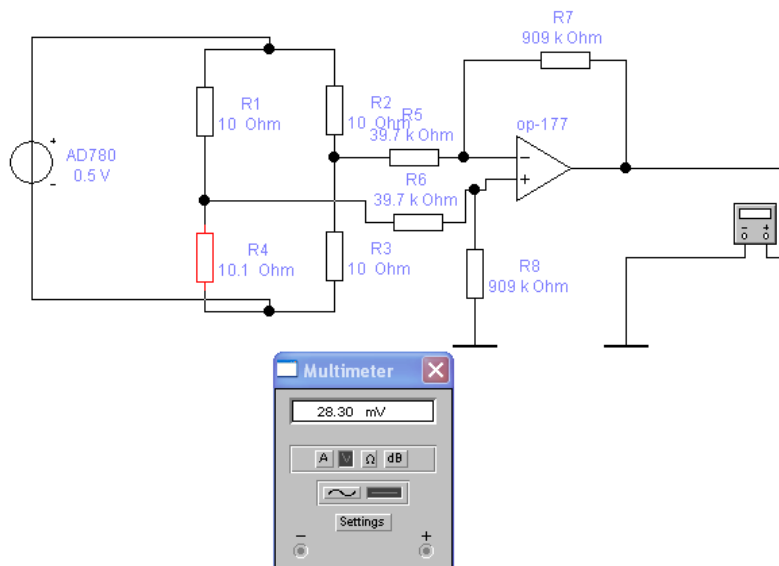 R7
909 k Ohm
R1
10 Ohm
R2
10 Ohm
R5
39.7 k Ohm
op-177
AD780
0.5 V
+
-
-
+
R6
39.7 k Ohm
R4
10.1 Ohm
R3
10 Ohm
R8
909 k Ohm
- +
Multimeter
28.30 mV
A V Ω dB
Settings
- +